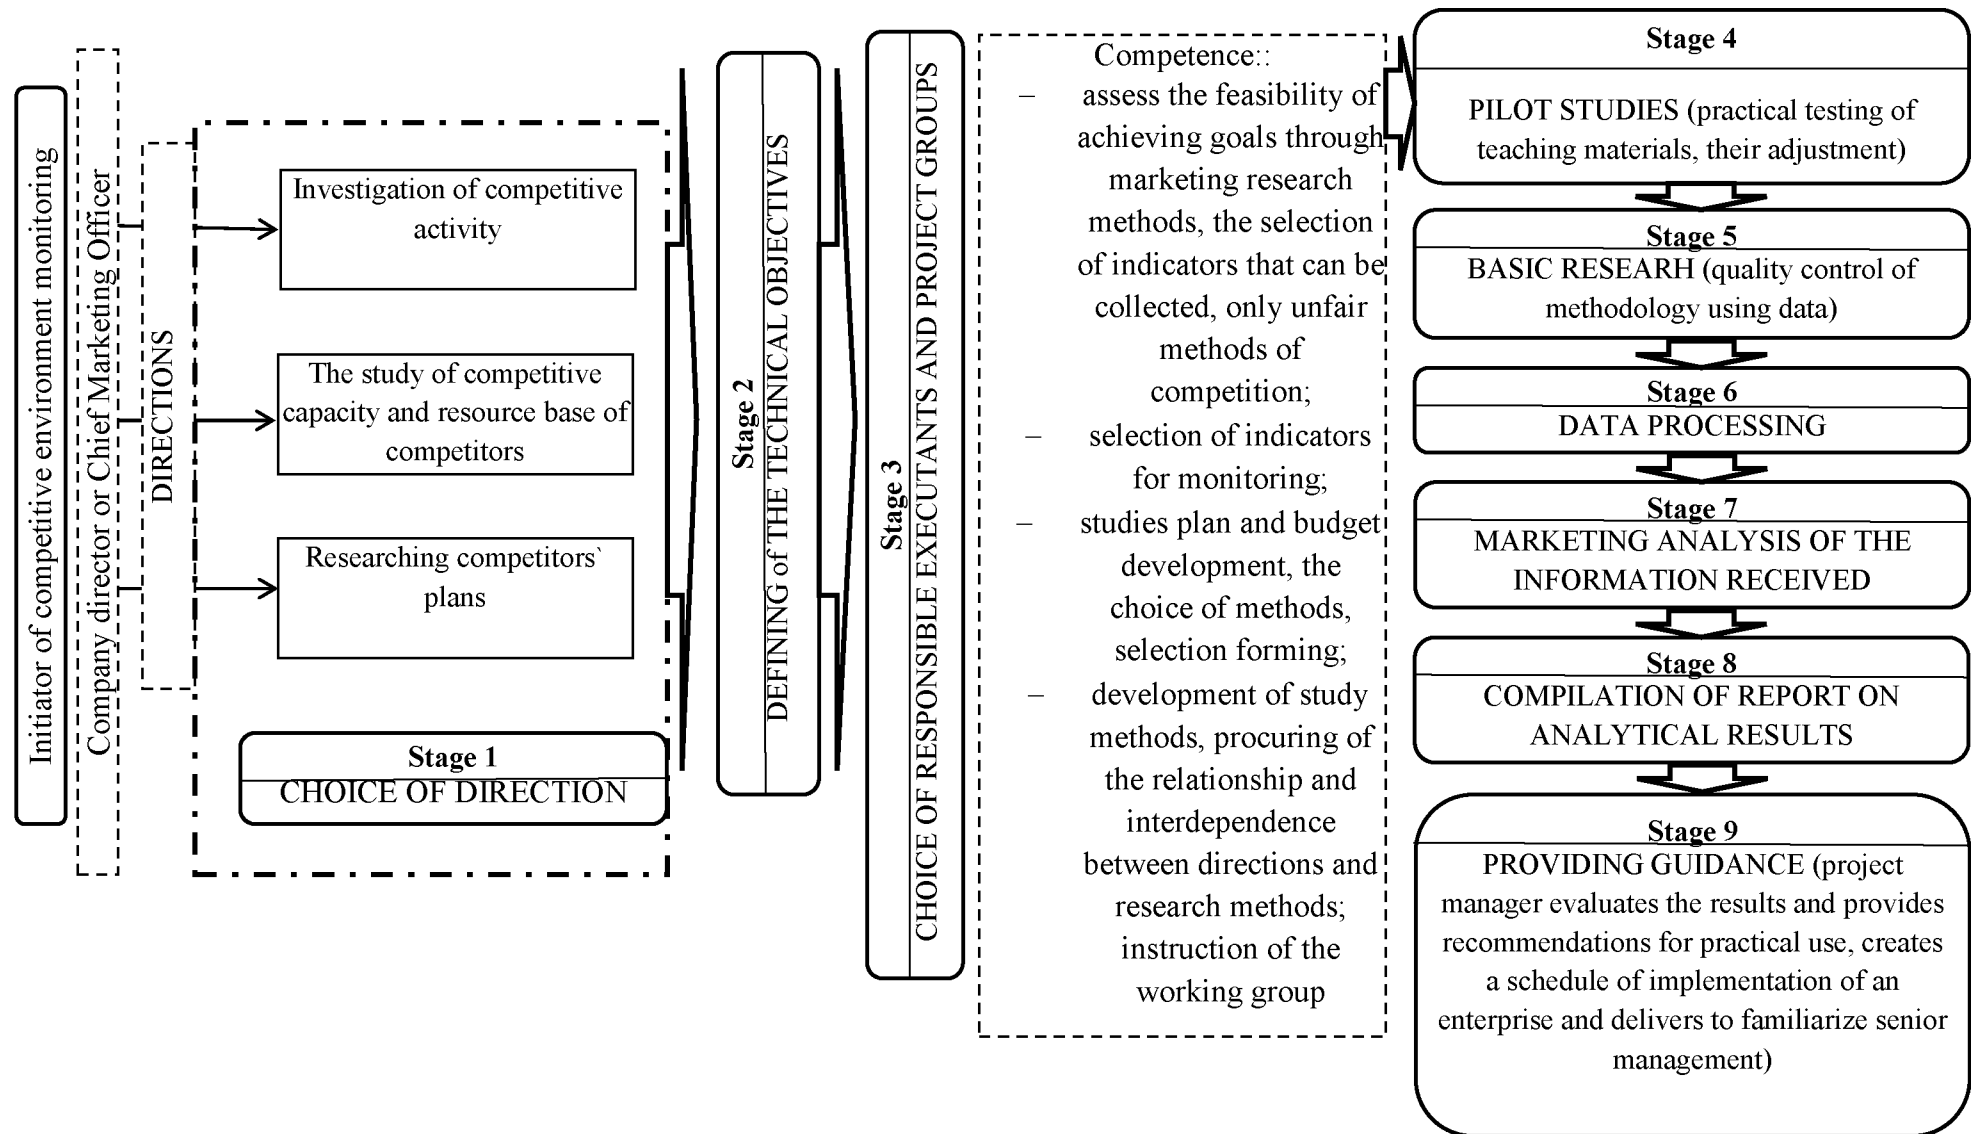 Initiator of competitive environment monitoring
Company director or Chief Marketing Officer
DIRECTIONS
Investigation of competitive
activity
The study of competitive
capacity and resource base of
competitors
Researching competitors`
plans
Stage 1
CHOICE OF DIRECTION
Stage 2
DEFINING of THE TECHNICAL OBJECTIVES
Stage 3
CHOICE OF RESPONSIBLE EXECUTANTS AND PROJECT GROUPS
Competence::
– assess the feasibility of
achieving goals through
marketing research
methods, the selection
of indicators that can be
collected, only unfair
methods of
competition;
– selection of indicators
for monitoring;
– studies plan and budget
development, the
choice of methods,
selection forming;
– development of study
methods, procuring of
the relationship and
interdependence
between directions and
research methods;
instruction of the
working group
Stage 4
PILOT STUDIES (practical testing of
teaching materials, their adjustment)
Stage 5
BASIC RESEARH (quality control of
methodology using data)
Stage 6
DATA PROCESSING
Stage 7
MARKETING ANALYSIS OF THE
INFORMATION RECEIVED
Stage 8
COMPILATION OF REPORT ON
ANALYTICAL RESULTS
Stage 9
PROVIDING GUIDANCE (project
manager evaluates the results and provides
recommendations for practical use, creates
a schedule of implementation of an
enterprise and delivers to familiarize senior
management)